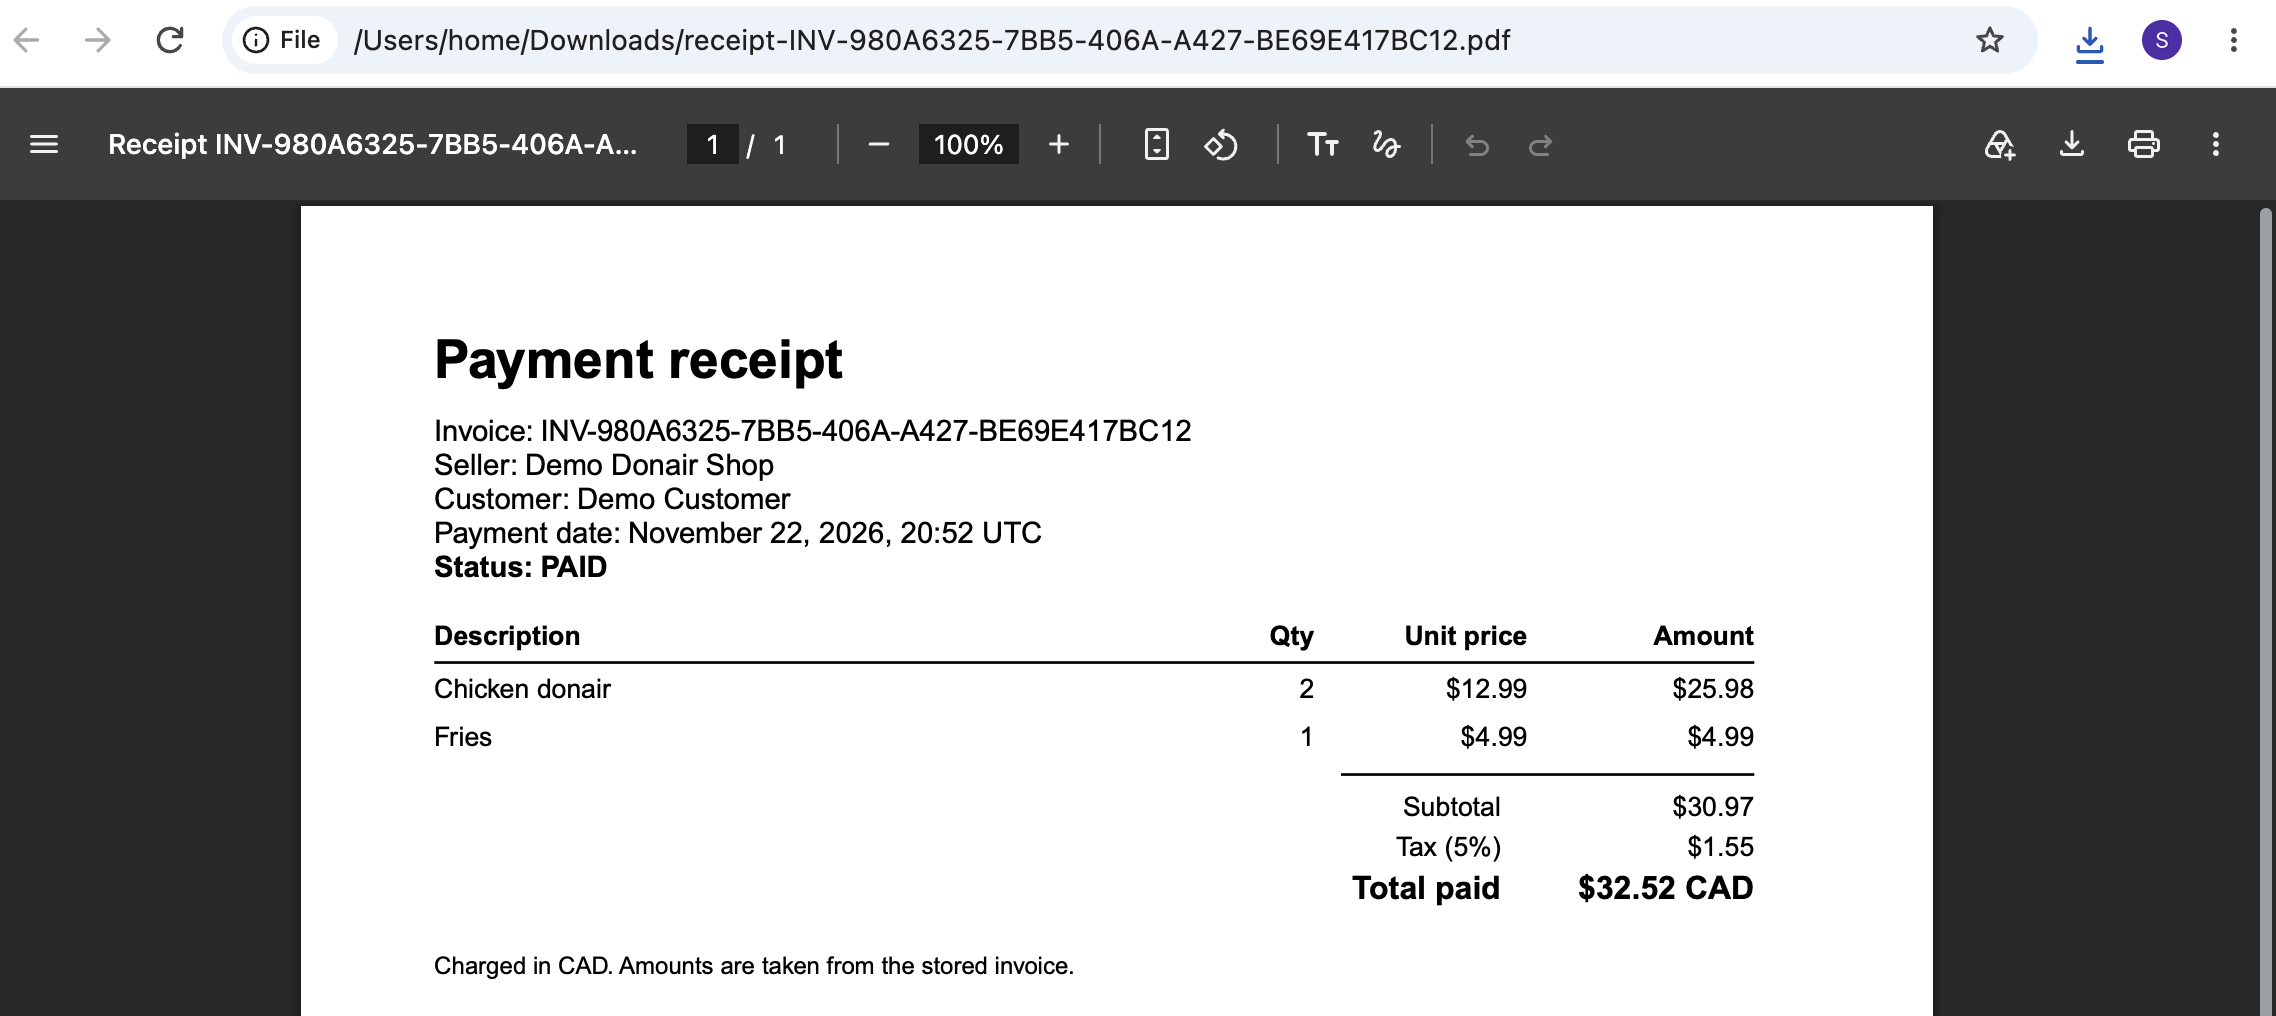 File /Users/home/Downloads/receipt-INV-980A6325-7BB5-406A-A427-BE69E417BC12.pdf S
Receipt INV-980A6325-7BB5-406A-A... 1 / 1 100%
Payment receipt
Invoice: INV-980A6325-7BB5-406A-A427-BE69E417BC12
Seller: Demo Donair Shop
Customer: Demo Customer
Payment date: November 22, 2026, 20:52 UTC
Status: PAID
Description Qty Unit price Amount
Chicken donair 2 $12.99 $25.98
Fries 1 $4.99 $4.99
Subtotal $30.97
Tax (5%) $1.55
Total paid $32.52 CAD
Charged in CAD. Amounts are taken from the stored invoice.